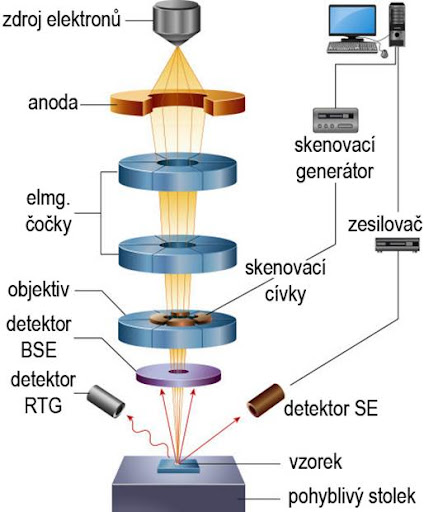 zdroj elektronů
anoda
skenovací
generátor
elmg.
čočky
zesilovač
skenovací
cívky
objektiv
detektor
BSE
detektor
RTG
detektor SE
vzorek
pohyblivý stolek